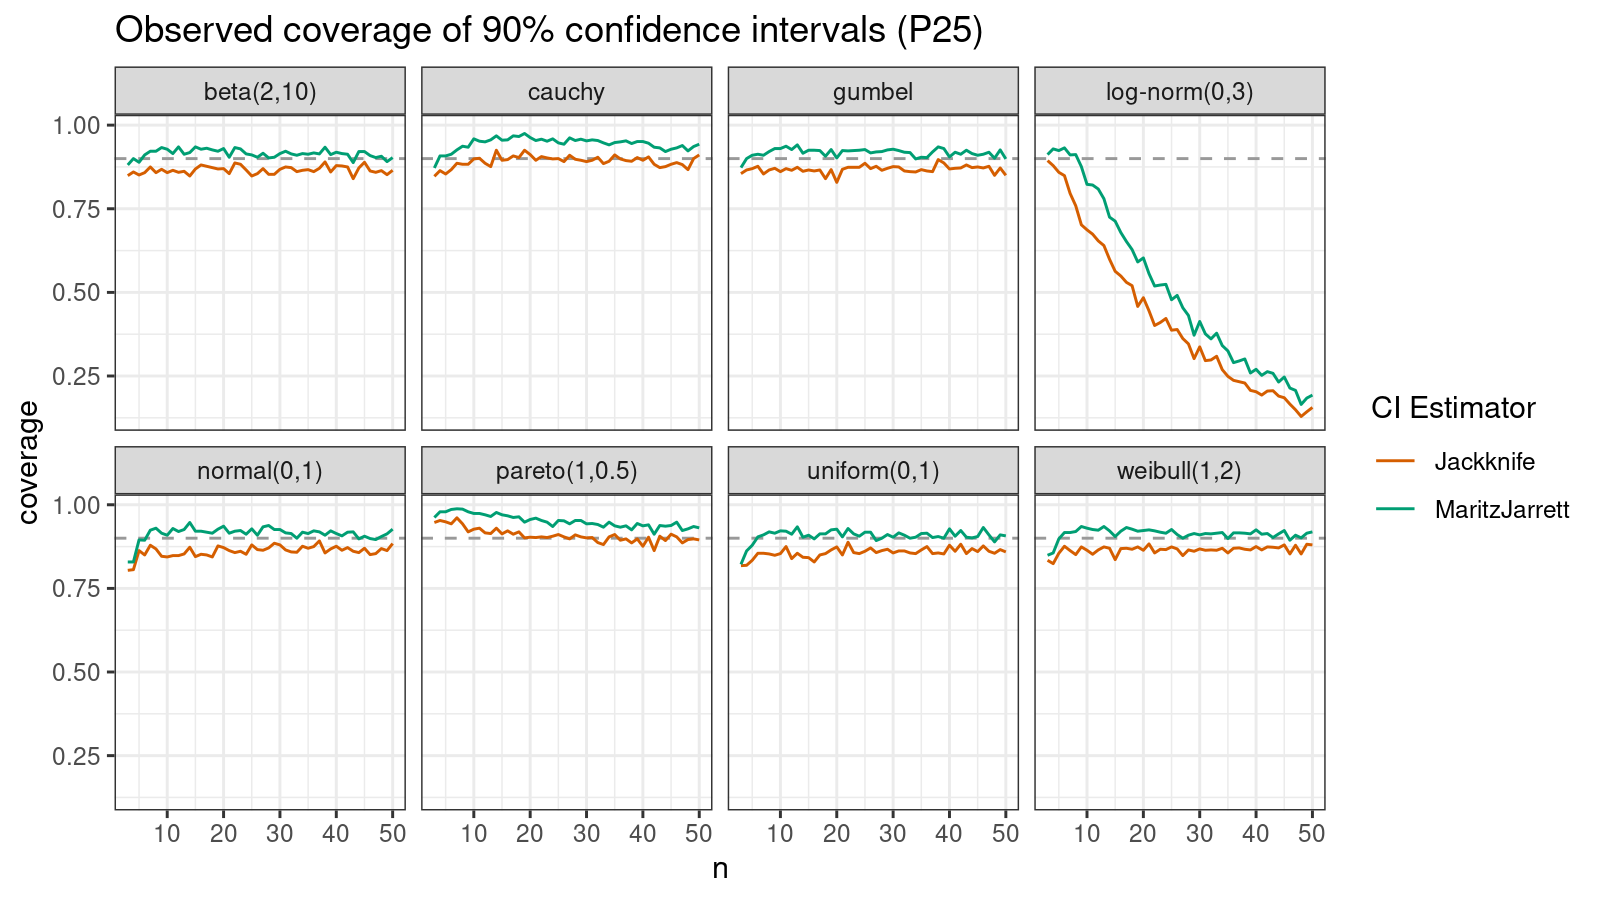 Observed coverage of 90% confidence intervals (P25)
beta(2,10) cauchy gumbel log-norm(0,3)
1.00
0.75
0.50
0.25
normal(0,1) pareto(1,0.5) uniform(0,1) weibull(1,2)
1.00
0.75
0.50
0.25
10 20 30 40 50 10 20 30 40 50 10 20 30 40 50 10 20 30 40 50
n
coverage
CI Estimator
Jackknife
MaritzJarrett